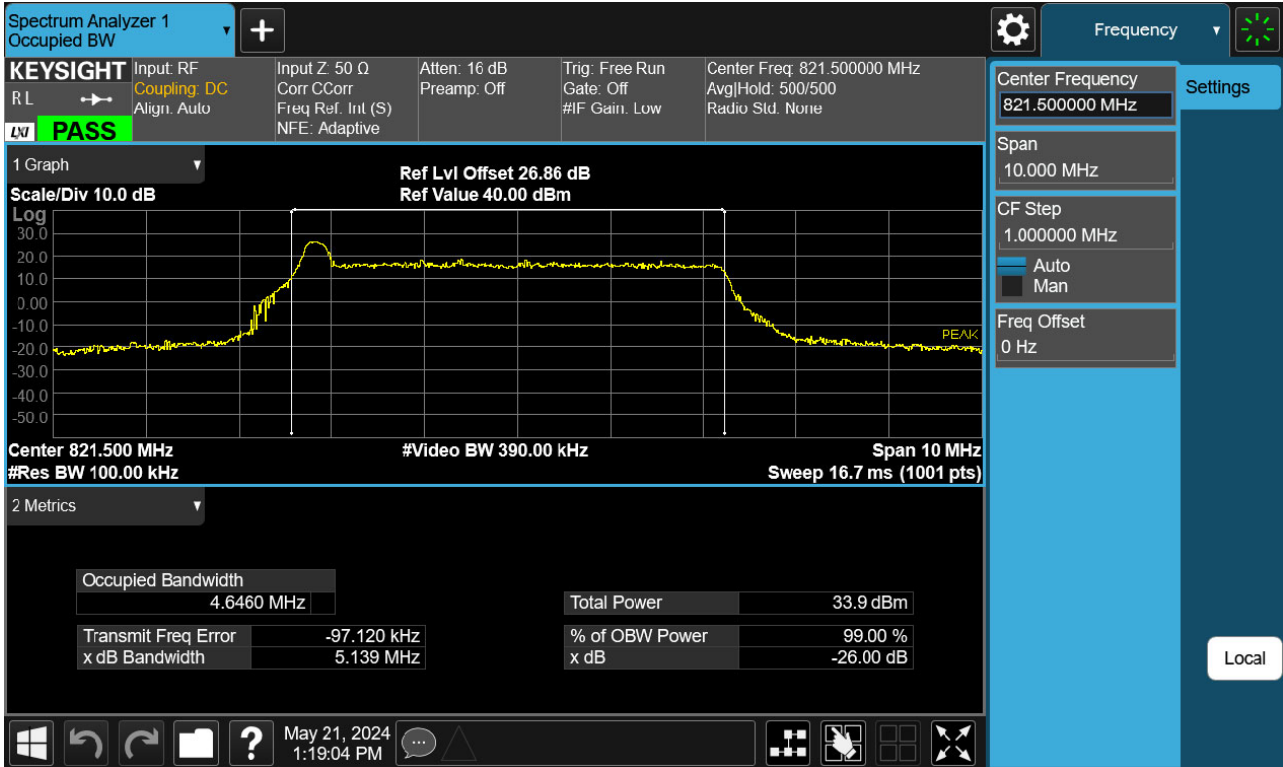 Spectrum Analyzer 1
Occupied BW
+
Frequency
KEYSIGHT
R L
LXI
PASS
Input: RF
Coupling: DC
Align: Auto
Input Z: 50 Ω
Corr CCorr
Freq Ref: Int (S)
NFE: Adaptive
Atten: 16 dB
Preamp: Off
Trig: Free Run
Gate: Off
#IF Gain: Low
Center Freq: 821.500000 MHz
Avg|Hold: 500/500
Radio Std: None
Center Frequency
821.500000 MHz
Settings
Span
10.000 MHz
CF Step
1.000000 MHz
Auto
Man
Freq Offset
0 Hz
Local
1 Graph
Scale/Div 10.0 dB
Ref Lvl Offset 26.86 dB
Ref Value 40.00 dBm
Log
30.0
20.0
10.0
0.00
-10.0
-20.0
-30.0
-40.0
-50.0
PEAK
Center 821.500 MHz
#Video BW 390.00 kHz
Span 10 MHz
#Res BW 100.00 kHz
Sweep 16.7 ms (1001 pts)
2 Metrics
Occupied Bandwidth
4.6460 MHz
Total Power 33.9 dBm
Transmit Freq Error -97.120 kHz
% of OBW Power 99.00 %
x dB Bandwidth 5.139 MHz
x dB -26.00 dB
?
May 21, 2024
1:19:04 PM